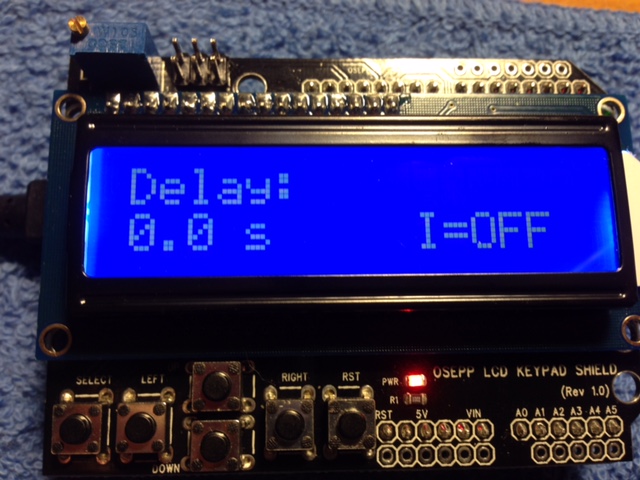 OSEPP
Delay:
0.0 s I=OFF
SELECT LEFT RIGHT RST
DOWN
PWR
R1
OSEPP LCD KEYPAD SHIELD
(Rev 1.0)
RST 5V VIN
A0 A1 A2 A3 A4 A5